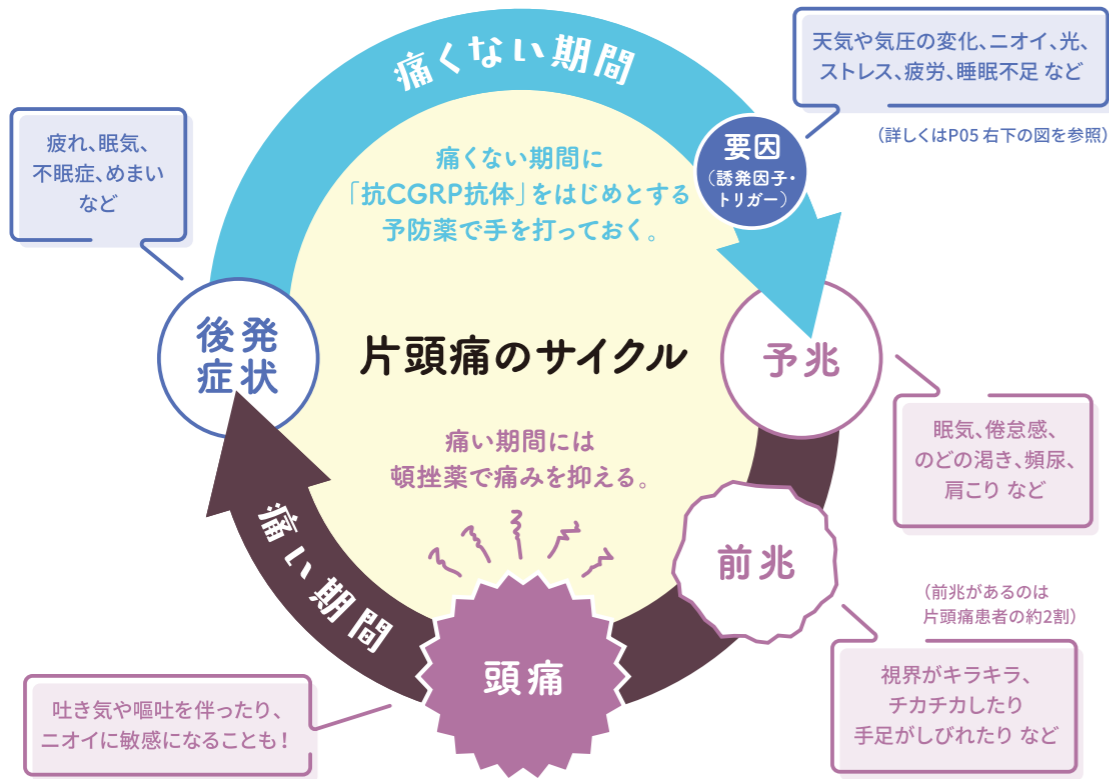 痛くない期間
天気や気圧の変化、ニオイ、光、
ストレス、疲労、睡眠不足 など
（詳しくはP05 右下の図を参照）
要因
（誘発因子・
トリガー）
疲れ、眠気、
不眠症、めまい
など
痛くない期間に
「抗CGRP抗体」をはじめとする
予防薬で手を打っておく。
後発
症状
片頭痛のサイクル
予兆
眠気、倦怠感、
のどの渇き、頻尿、
肩こり など
痛い期間には
頓挫薬で痛みを抑える。
痛い期間
前兆
（前兆があるのは
片頭痛患者の約2割）
視界がキラキラ、
チカチカしたり
手足がしびれたり など
頭痛
吐き気や嘔吐を伴ったり、
ニオイに敏感になることも！